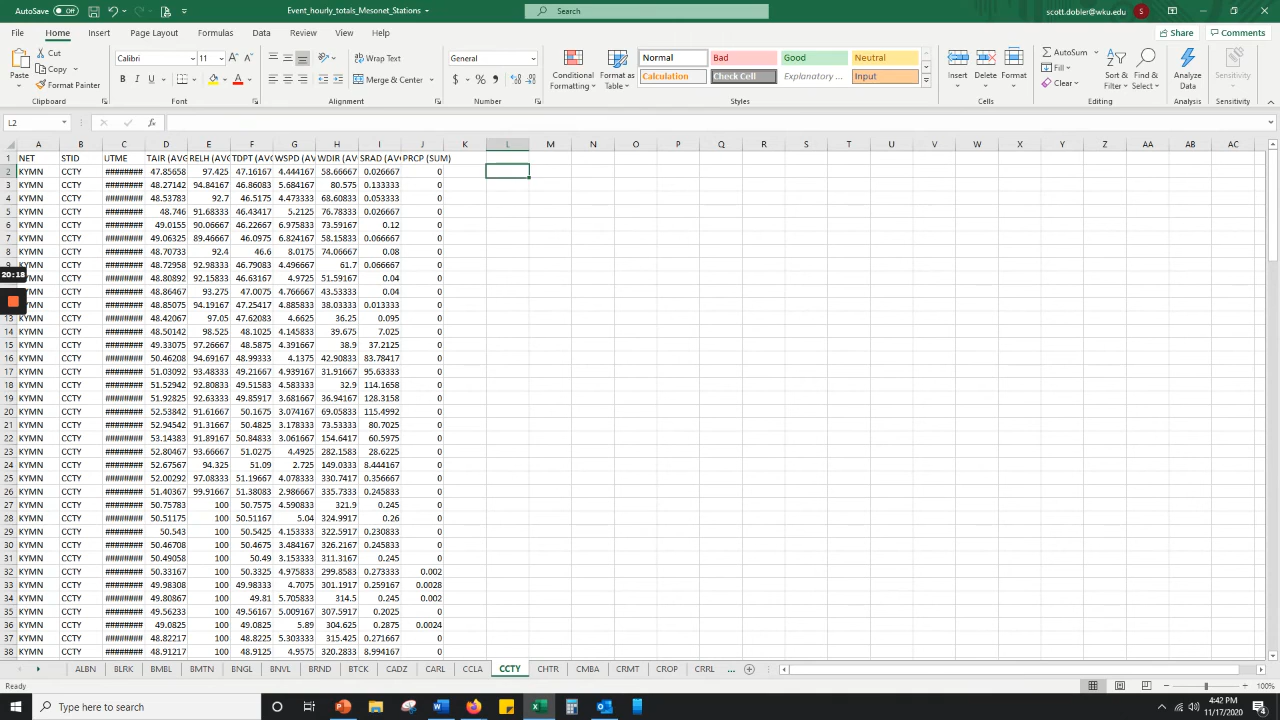 AutoSave Off Event_hourly_totals_Mesonet_Stations Search scott.dobler@wku.edu S
File Home Insert Page Layout Formulas Data Review View Help Share Comments
Paste Cut Copy Format Painter Clipboard
Calibri 11 B I U A Font
Merge & Center Alignment
General $ % Number
Conditional Formatting Format as Table
Normal Bad Good Neutral
Calculation Check Cell Explanatory ... Input
Styles
Insert Delete Format Cells
AutoSum Fill Clear Sort & Filter Find & Select Editing
Analyze Data Analysis
Sensitivity Sensitivity
L2 fx
A B C D E F G H I J K L M N O P Q R S T U V W X Y Z AA AB AC
1 NET STID UTME TAIR (AVG RELH (AVG TDPT (AVG WSPD (AV WDIR (AV SRAD (AVG PRCP (SUM)
2 KYMN CCTY ######## 47.85658 97.425 47.16167 4.444167 58.66667 0.026667 0
3 KYMN CCTY ######## 48.27142 94.84167 46.86083 5.684167 80.575 0.133333 0
4 KYMN CCTY ######## 48.53783 92.7 46.5175 4.473333 68.60833 0.053333 0
5 KYMN CCTY ######## 48.746 91.68333 46.43417 5.2125 76.78333 0.026667 0
6 KYMN CCTY ######## 49.0155 90.06667 46.22667 6.975833 73.59167 0.12 0
7 KYMN CCTY ######## 49.06325 89.46667 46.0975 6.824167 58.15833 0.066667 0
8 KYMN CCTY ######## 48.70733 92.4 46.6 8.0175 74.06667 0.08 0
9 KYMN CCTY ######## 48.72958 92.98333 46.79083 4.496667 61.7 0.066667 0
20:18 MN CCTY ######## 48.80892 92.15833 46.63167 4.9725 51.59167 0.04 0
MN CCTY ######## 48.86467 93.275 47.0075 4.766667 43.53333 0.04 0
MN CCTY ######## 48.85075 94.19167 47.25417 4.885833 38.03333 0.013333 0
13 KYMN CCTY ######## 48.42067 97.05 47.62083 4.6625 36.25 0.095 0
14 KYMN CCTY ######## 48.50142 98.525 48.1025 4.145833 39.675 7.025 0
15 KYMN CCTY ######## 49.33075 97.26667 48.5875 4.391667 38.9 37.2125 0
16 KYMN CCTY ######## 50.46208 94.69167 48.99333 4.1375 42.90833 83.78417 0
17 KYMN CCTY ######## 51.03092 93.48333 49.21667 4.939167 31.91667 95.63333 0
18 KYMN CCTY ######## 51.52942 92.80833 49.51583 4.583333 32.9 114.1658 0
19 KYMN CCTY ######## 51.92825 92.63333 49.85917 3.681667 36.94167 128.3158 0
20 KYMN CCTY ######## 52.53842 91.61667 50.1675 3.074167 69.05833 115.4992 0
21 KYMN CCTY ######## 52.94542 91.31667 50.4825 3.178333 73.53333 80.7025 0
22 KYMN CCTY ######## 53.14383 91.89167 50.84833 3.061667 154.6417 60.5975 0
23 KYMN CCTY ######## 52.80467 93.66667 51.0275 4.4925 282.1583 28.6225 0
24 KYMN CCTY ######## 52.67567 94.325 51.09 2.725 149.0333 8.444167 0
25 KYMN CCTY ######## 52.00292 97.08333 51.19667 4.078333 330.7417 0.356667 0
26 KYMN CCTY ######## 51.40367 99.91667 51.38083 2.986667 335.7333 0.245833 0
27 KYMN CCTY ######## 50.75783 100 50.7575 4.590833 321.9 0.245 0
28 KYMN CCTY ######## 50.51175 100 50.51167 5.04 324.9917 0.26 0
29 KYMN CCTY ######## 50.543 100 50.5425 4.153333 322.5917 0.230833 0
30 KYMN CCTY ######## 50.46708 100 50.4675 3.484167 326.2167 0.245833 0
31 KYMN CCTY ######## 50.49058 100 50.49 3.153333 311.3167 0.245 0
32 KYMN CCTY ######## 50.33167 100 50.3325 4.975833 299.8583 0.273333 0.002
33 KYMN CCTY ######## 49.98308 100 49.98333 4.7075 301.1917 0.259167 0.0028
34 KYMN CCTY ######## 49.80867 100 49.81 5.705833 314.5 0.245 0.002
35 KYMN CCTY ######## 49.56233 100 49.56167 5.009167 307.5917 0.2025 0
36 KYMN CCTY ######## 49.0825 100 49.0825 5.89 304.625 0.2875 0.0024
37 KYMN CCTY ######## 48.82217 100 48.8225 5.303333 315.425 0.271667 0
38 KYMN CCTY ######## 48.91217 100 48.9125 4.9575 320.2833 8.994167 0
ALBN BLRK BMBL BMTN BNGL BNVL BRND BTCK CADZ CARL CCLA CCTY CHTR CMBA CRMT CROP CRRL ...
Ready 100%
Type here to search 4:42 PM 11/17/2020 4